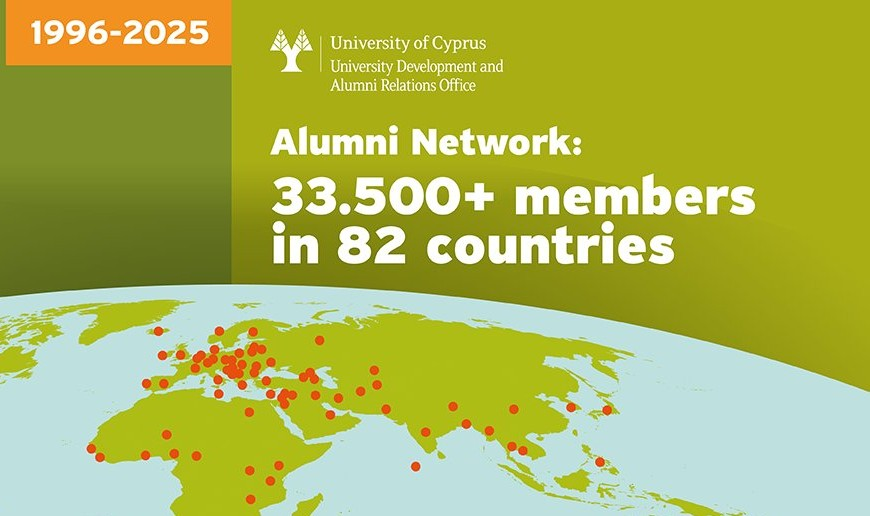 1996-2025
University of Cyprus
University Development and
Alumni Relations Office
Alumni Network:
33.500+ members
in 82 countries